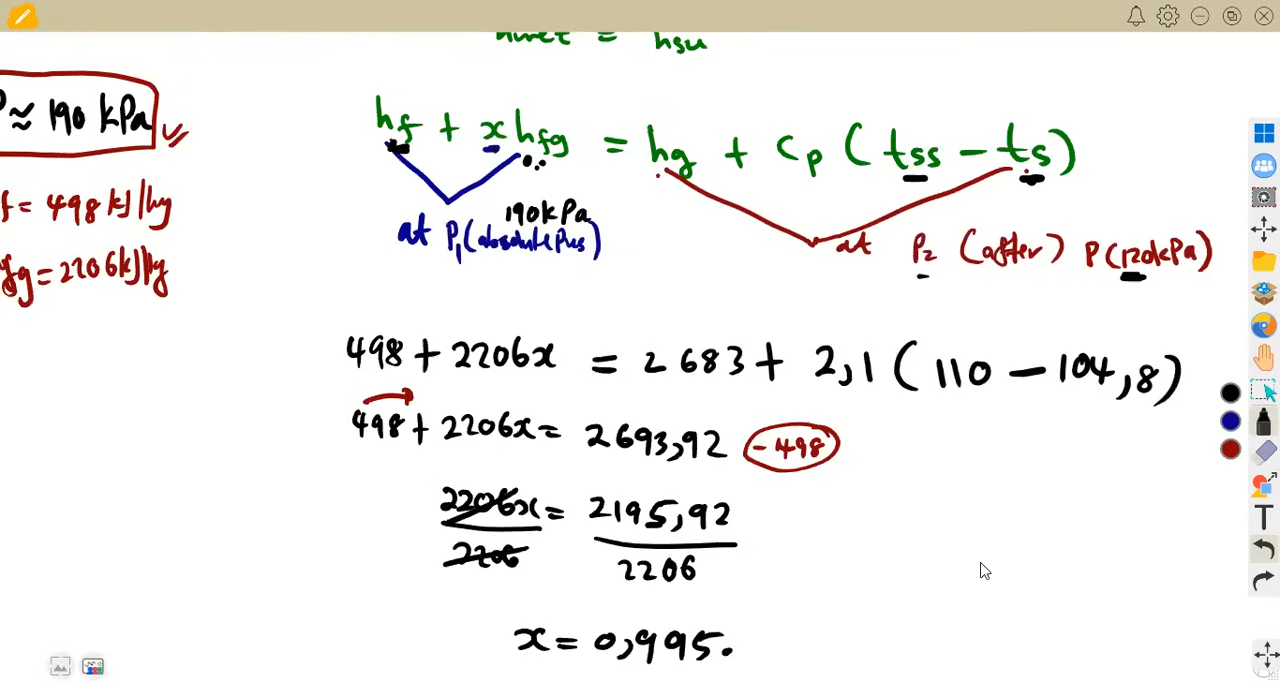 hsu
P ≈ 190 kPa
hf + x hfg = hg + Cp (tss - ts)
= 498 kJ/kg
190kPa
at P1 (absolute Pres)
at P2 (after) P(120kPa)
fg = 2206 kJ/kg
498 + 2206x = 2683 + 2,1 (110 - 104,8)
498 + 2206x = 2693,92 -498
2206x = 2195,92
2206 2206
x = 0,995.
T